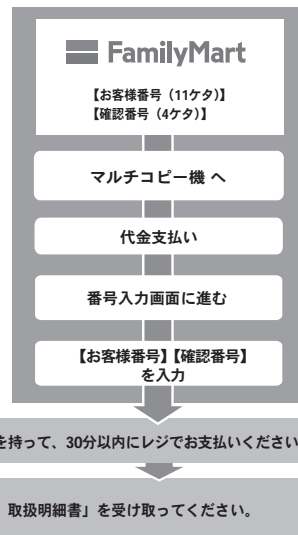 FamilyMart
【お客様番号（11ケタ）】
【確認番号（4ケタ）】
マルチコピー機 へ
代金支払い
番号入力画面に進む
【お客様番号】【確認番号】
を入力
を持って、30分以内にレジでお支払いください
取扱明細書」を受け取ってください。